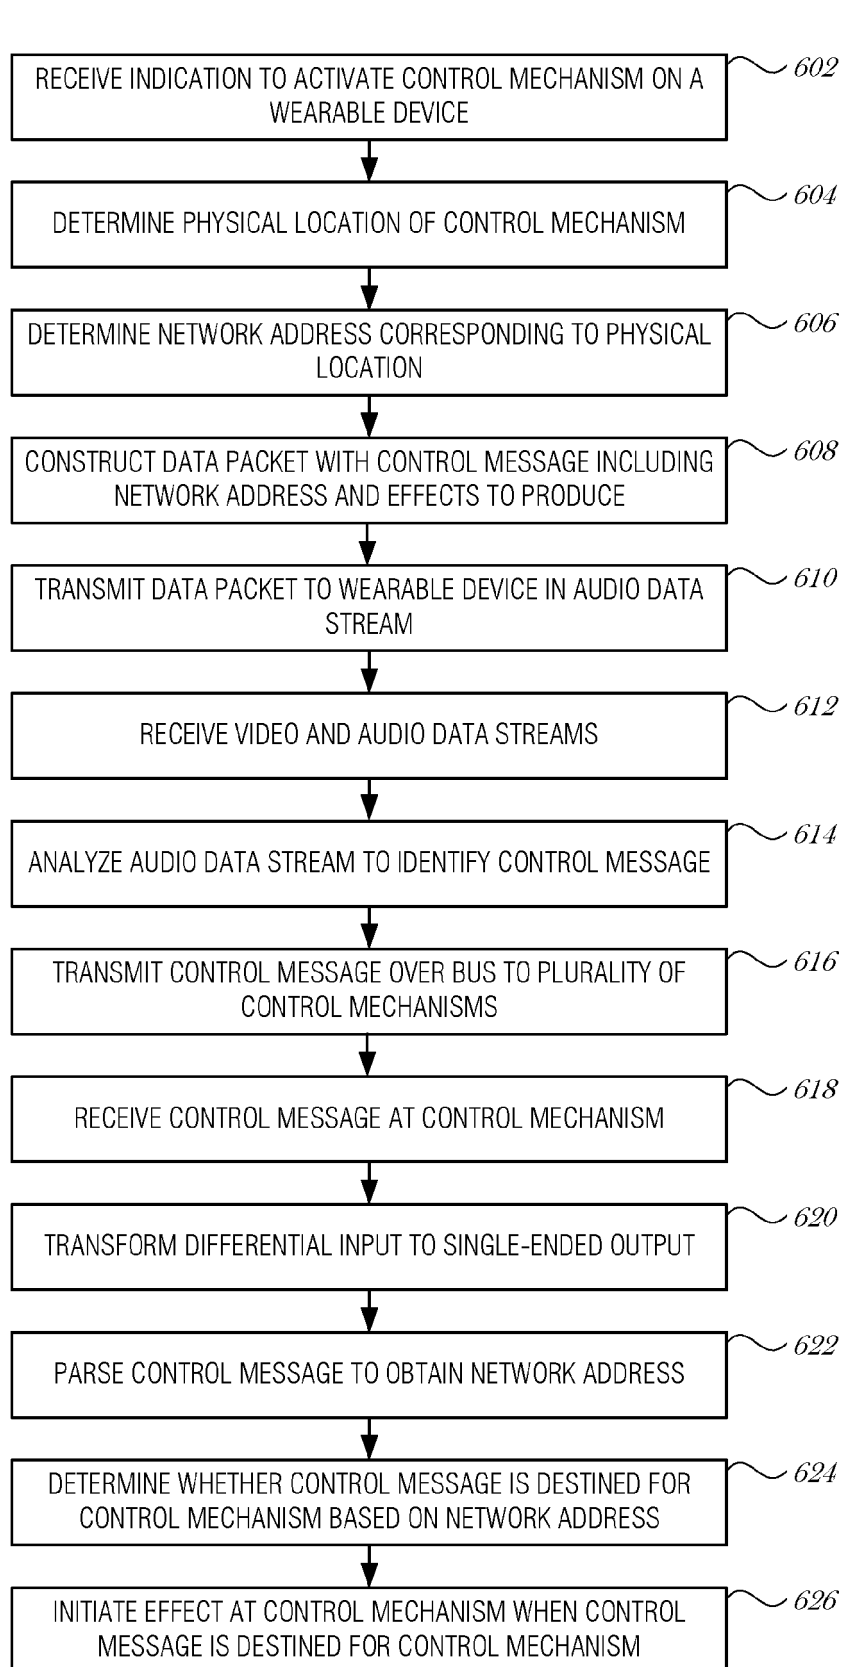 602
RECEIVE INDICATION TO ACTIVATE CONTROL MECHANISM ON A
WEARABLE DEVICE
604
DETERMINE PHYSICAL LOCATION OF CONTROL MECHANISM
606
DETERMINE NETWORK ADDRESS CORRESPONDING TO PHYSICAL
LOCATION
608
CONSTRUCT DATA PACKET WITH CONTROL MESSAGE INCLUDING
NETWORK ADDRESS AND EFFECTS TO PRODUCE
610
TRANSMIT DATA PACKET TO WEARABLE DEVICE IN AUDIO DATA
STREAM
612
RECEIVE VIDEO AND AUDIO DATA STREAMS
614
ANALYZE AUDIO DATA STREAM TO IDENTIFY CONTROL MESSAGE
616
TRANSMIT CONTROL MESSAGE OVER BUS TO PLURALITY OF
CONTROL MECHANISMS
618
RECEIVE CONTROL MESSAGE AT CONTROL MECHANISM
620
TRANSFORM DIFFERENTIAL INPUT TO SINGLE-ENDED OUTPUT
622
PARSE CONTROL MESSAGE TO OBTAIN NETWORK ADDRESS
624
DETERMINE WHETHER CONTROL MESSAGE IS DESTINED FOR
CONTROL MECHANISM BASED ON NETWORK ADDRESS
626
INITIATE EFFECT AT CONTROL MECHANISM WHEN CONTROL
MESSAGE IS DESTINED FOR CONTROL MECHANISM